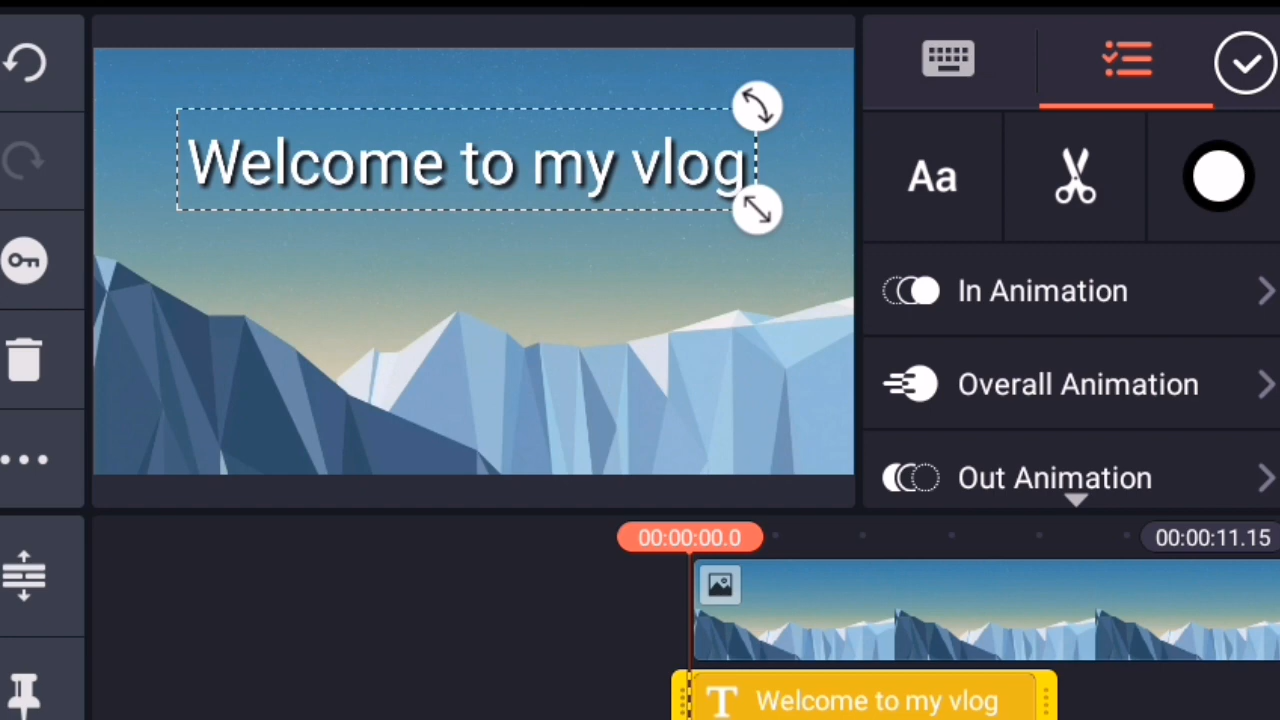 Welcome to my vlog
Aa
In Animation
Overall Animation
Out Animation
00:00:00.0
00:00:11.15
T Welcome to my vlog